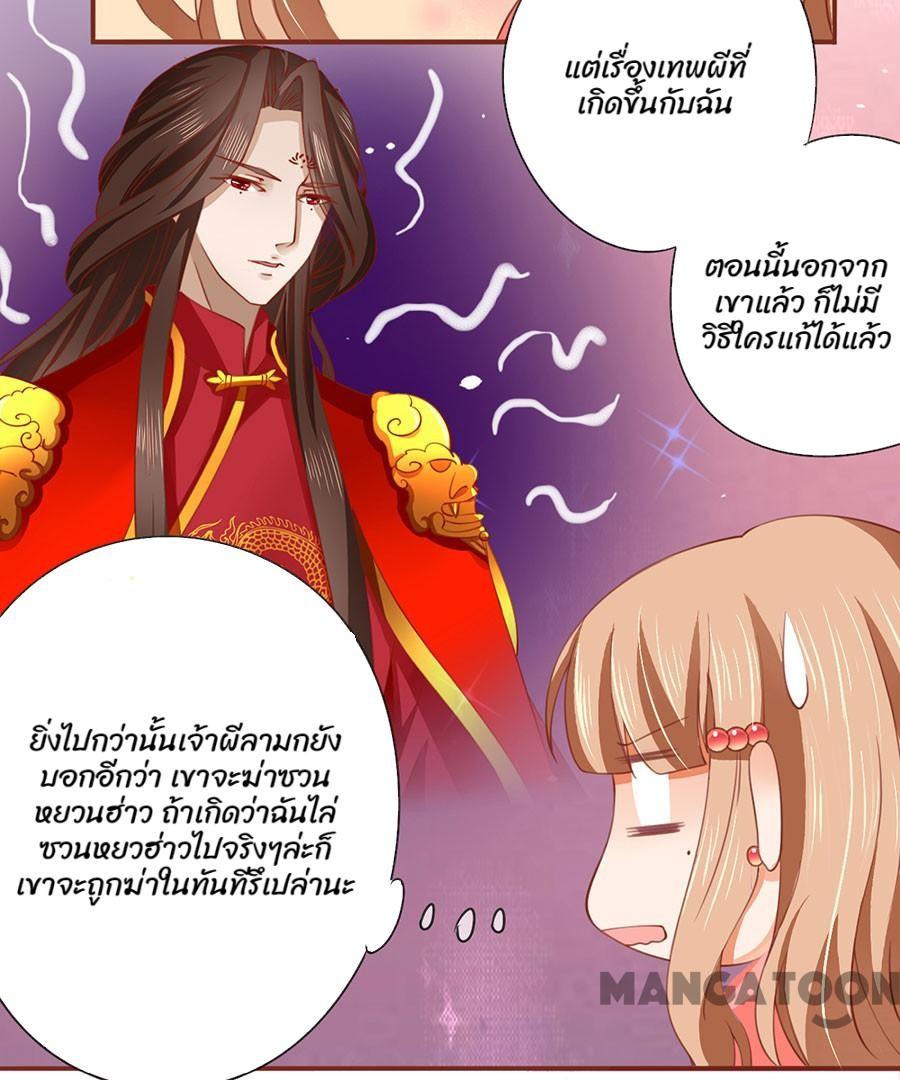 แต่เรื่องเทพผีที่
เกิดขึ้นกับฉัน
ตอนนี้นอกจาก
เขาแล้ว ก็ไม่มี
วิธีใครแก้ได้แล้ว
ยิ่งไปกว่านั้นเจ้าผีลามกยัง
บอกอีกว่า เขาจะฆ่าซวน
หยวนฮ่าว ถ้าเกิดว่าฉันไล่
ซวนหยวฮ่าวไปจริงๆล่ะก็
เขาจะถูกฆ่าในทันทีรึเปล่านะ
MANGATOON